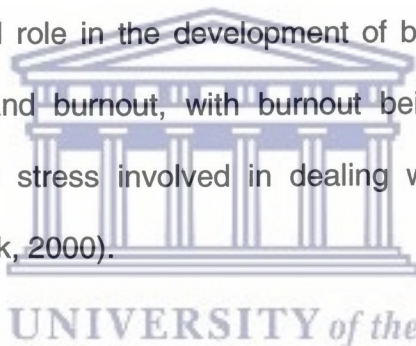 role in the development of b
nd burnout, with burnout bei
stress involved in dealing w
k, 2000).
UNIVERSITY of the